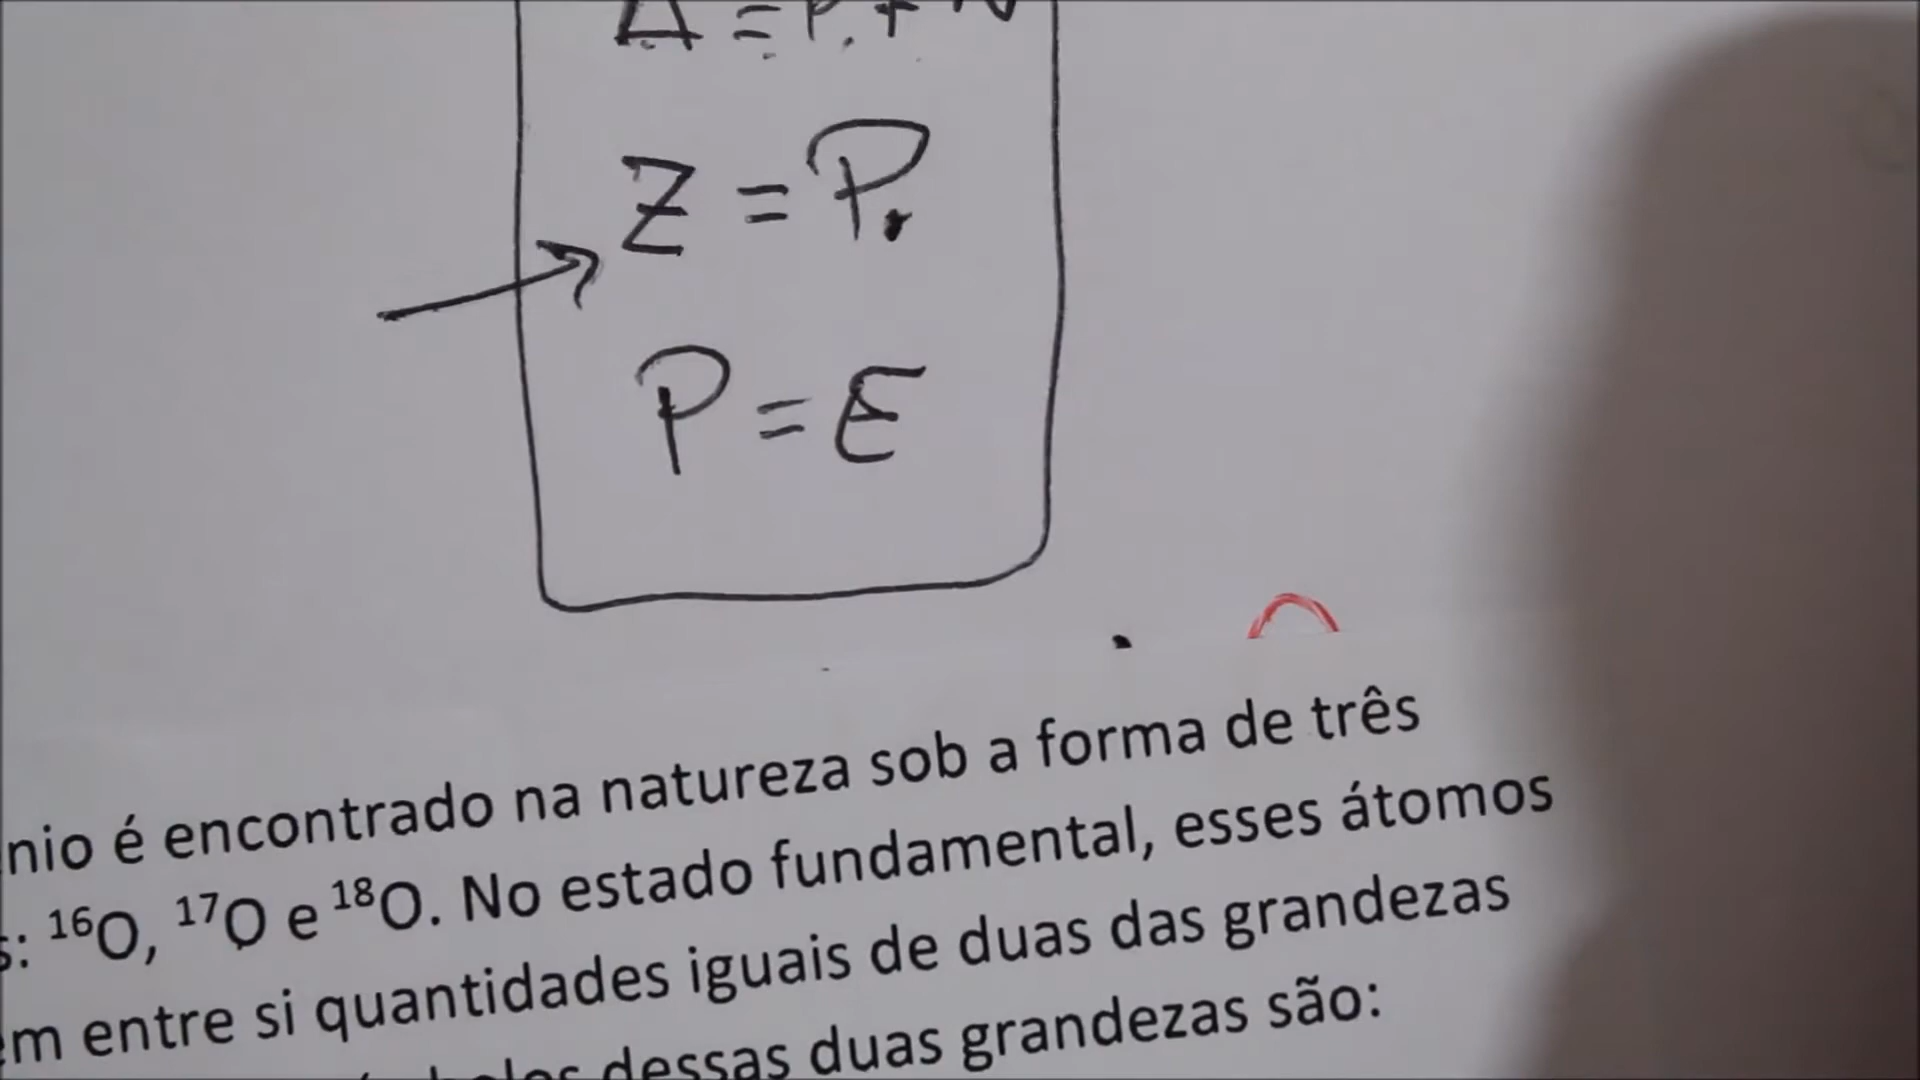 A = P. + N
Z = P.
P = E
nio é encontrado na natureza sob a forma de três
s: ¹⁶O, ¹⁷O e ¹⁸O. No estado fundamental, esses átomos
em entre si quantidades iguais de duas das grandezas
dessas duas grandezas são: